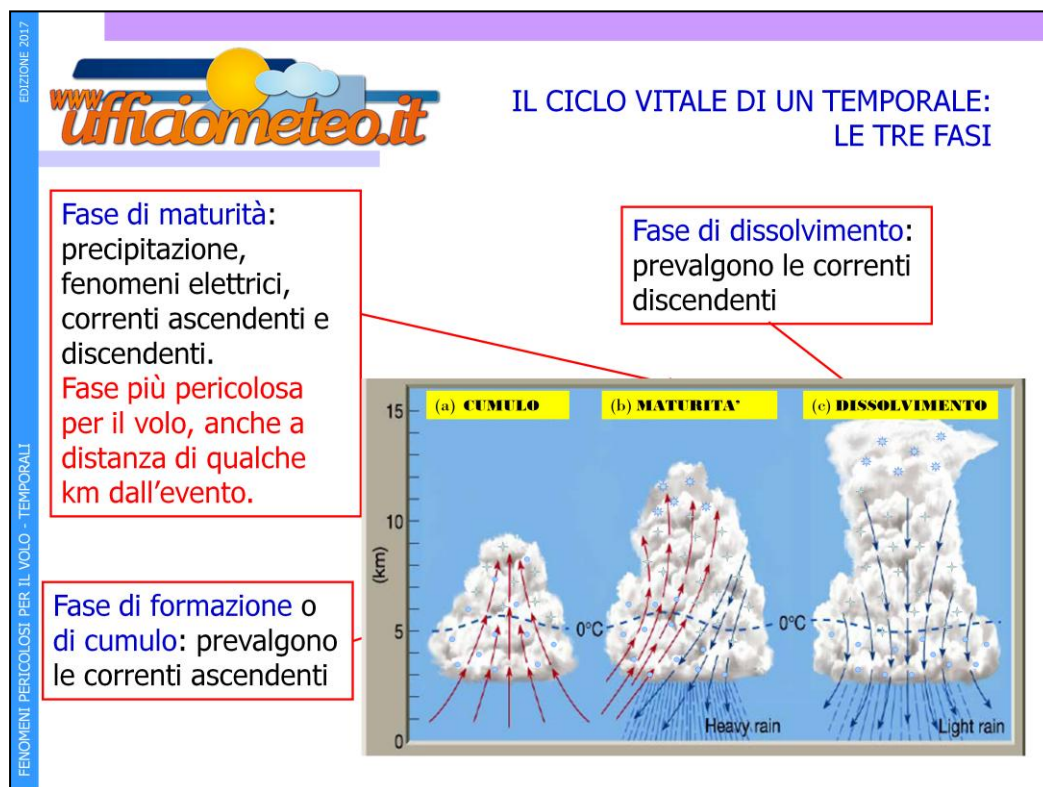 EDIZIONE 2017
FENOMENI PERICOLOSI PER IL VOLO - TEMPORALI
www
ufficiometeo.it
IL CICLO VITALE DI UN TEMPORALE:
LE TRE FASI
Fase di maturità:
precipitazione,
fenomeni elettrici,
correnti ascendenti e
discendenti.
Fase più pericolosa
per il volo, anche a
distanza di qualche
km dall'evento.
Fase di dissolvimento:
prevalgono le correnti
discendenti
Fase di formazione o
di cumulo: prevalgono
le correnti ascendenti
(a) CUMULO
(b) MATURITA'
(c) DISSOLVIMENTO
15
10
(km)
5
0
0°C
0°C
Heavy rain
Light rain